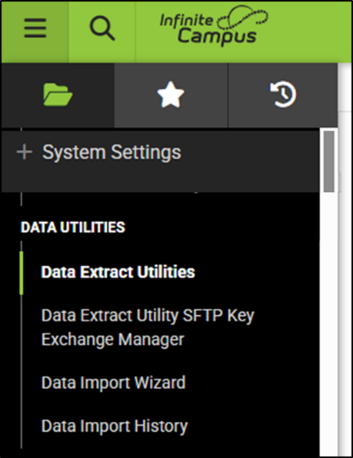 Infinite
Campus
+ System Settings
DATA UTILITIES
Data Extract Utilities
Data Extract Utility SFTP Key
Exchange Manager
Data Import Wizard
Data Import History